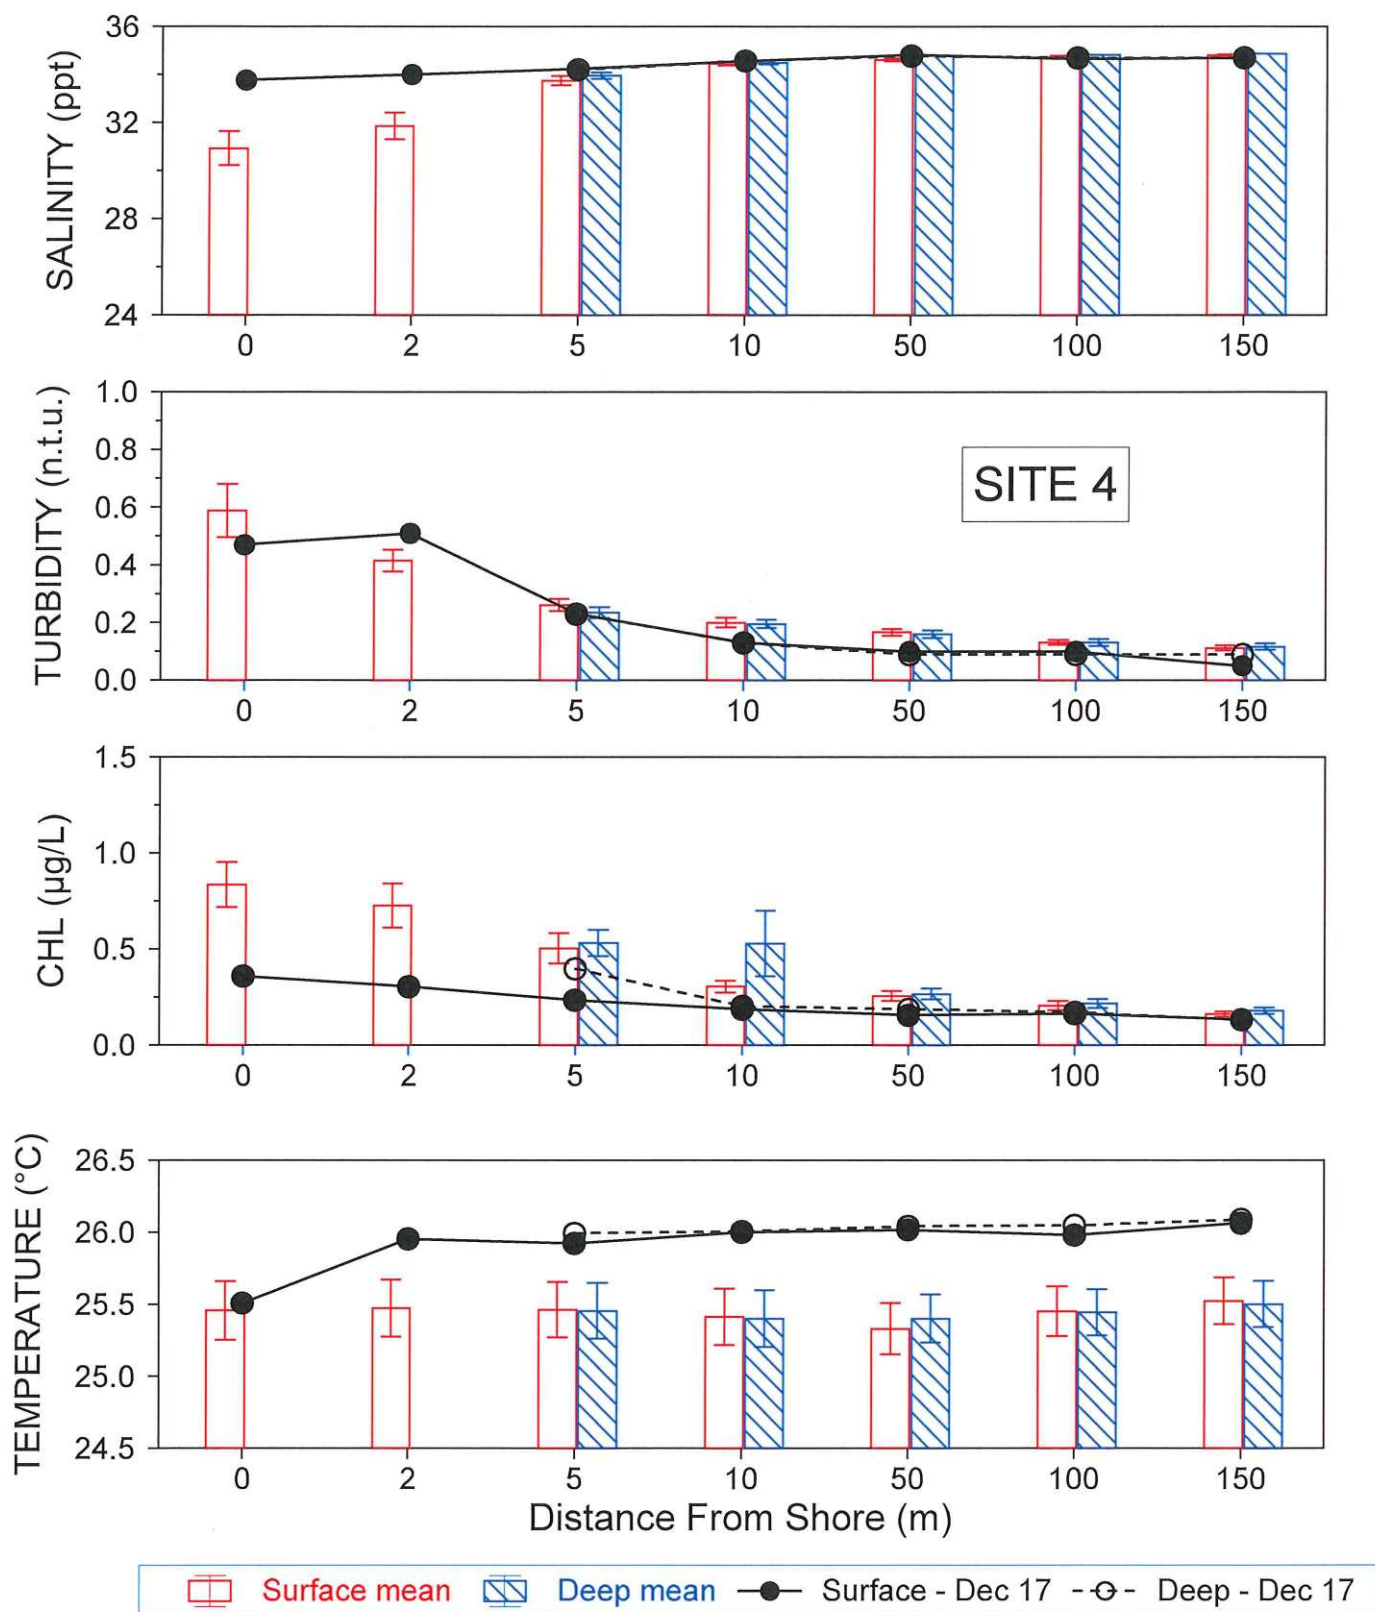 SALINITY (ppt)
36
32
28
24
0 2 5 10 50 100 150
TURBIDITY (n.t.u.)
1.0
0.8
0.6
0.4
0.2
0.0
SITE 4
0 2 5 10 50 100 150
CHL (µg/L)
1.5
1.0
0.5
0.0
0 2 5 10 50 100 150
TEMPERATURE (°C)
26.5
26.0
25.5
25.0
24.5
0 2 5 10 50 100 150
Distance From Shore (m)
Surface mean Deep mean Surface - Dec 17 Deep - Dec 17